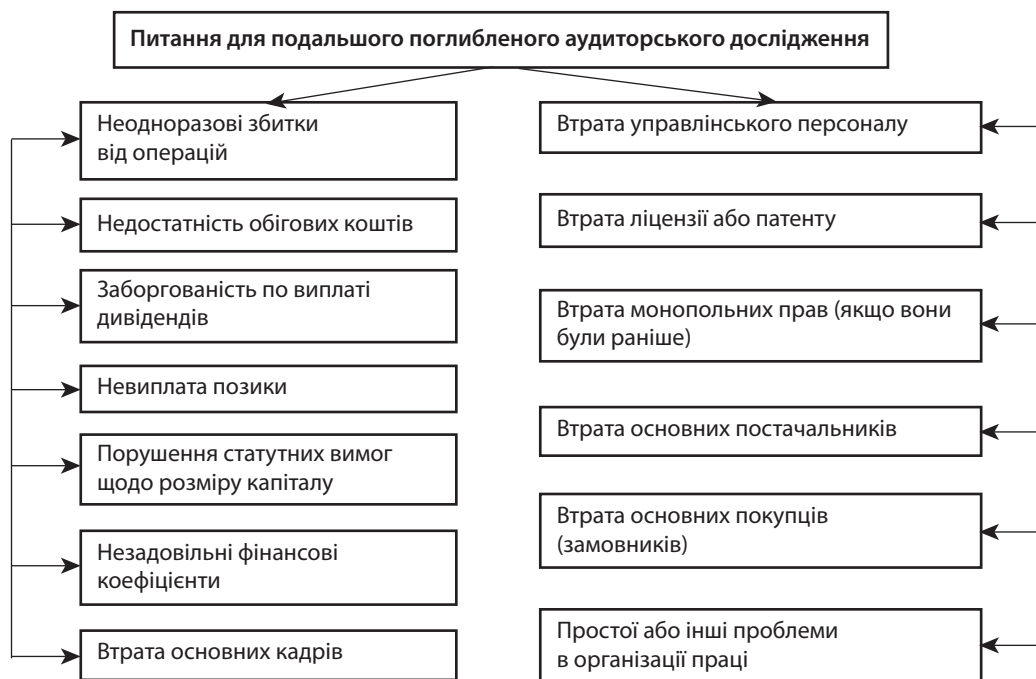 Питання для подальшого поглибленого аудиторського дослідження
Неодноразові збитки
від операцій
Недостатність обігових коштів
Заборгованість по виплаті
дивідендів
Невиплата позики
Порушення статутних вимог
щодо розміру капіталу
Незадовільні фінансові
коефіцієнти
Втрата основних кадрів
Втрата управлінського персоналу
Втрата ліцензії або патенту
Втрата монопольних прав (якщо вони
були раніше)
Втрата основних постачальників
Втрата основних покупців
(замовників)
Простої або інші проблеми
в організації праці